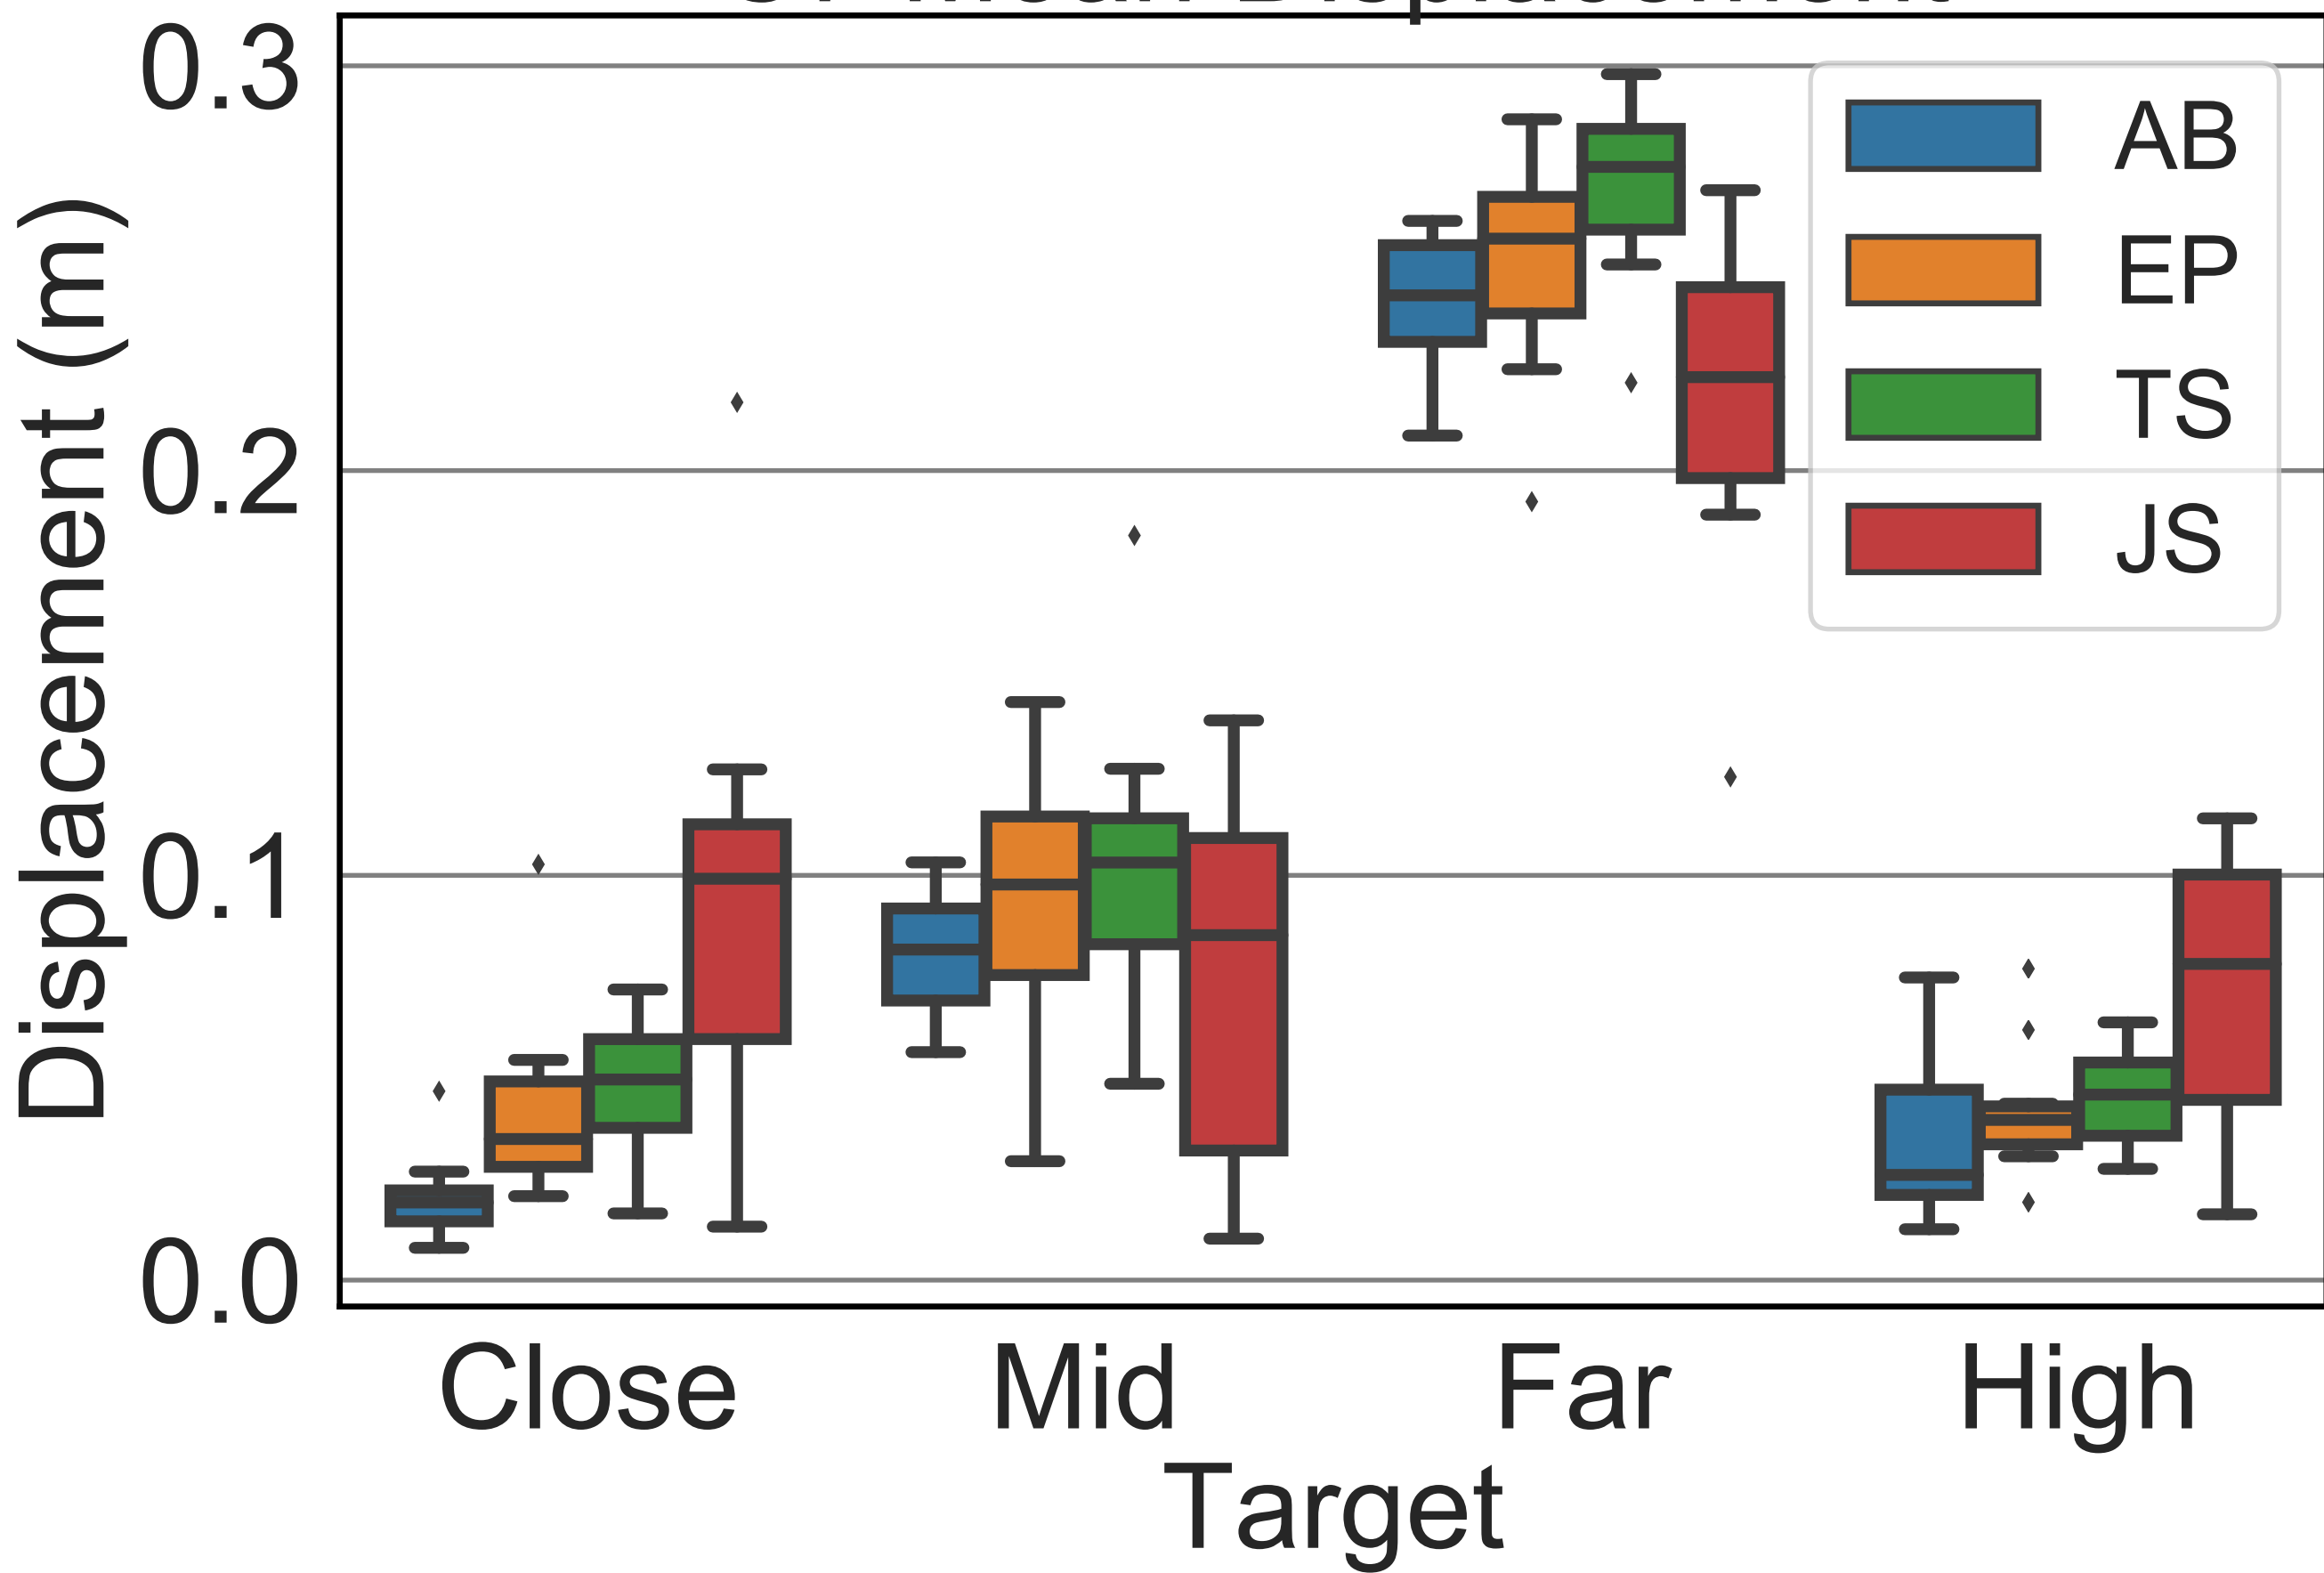 0.3
0.2
0.1
0.0
Displacement (m)
AB
EP
TS
JS
Close Mid Far High
Target